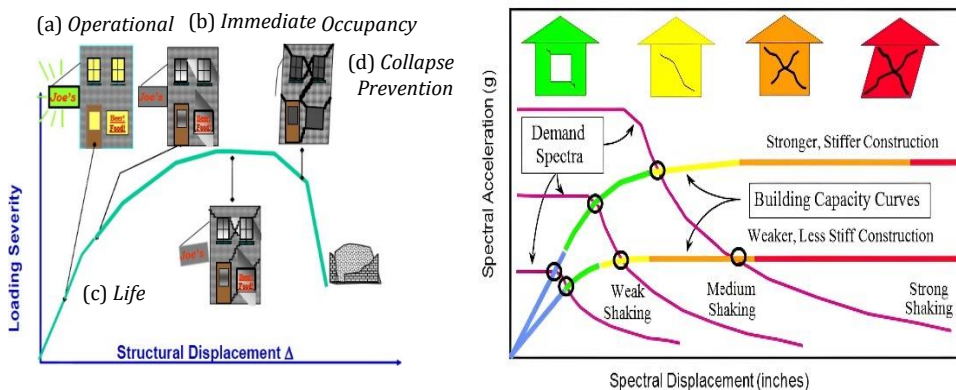 (a) Operational
(b) Immediate Occupancy
(d) Collapse
Prevention
Joe's
Beer!
Food!
Joe's
Beer!
Food!
Joe's
Beer!
Food!
(c) Life
Loading Severity
Structural Displacement Δ
Demand
Spectra
Stronger, Stiffer Construction
Building Capacity Curves
Weaker, Less Stiff Construction
Weak
Shaking
Medium
Shaking
Strong
Shaking
Spectral Acceleration (g)
Spectral Displacement (inches)